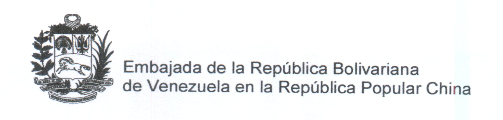 Embajada de la República Bolivariana
de Venezuela en la República Popular China